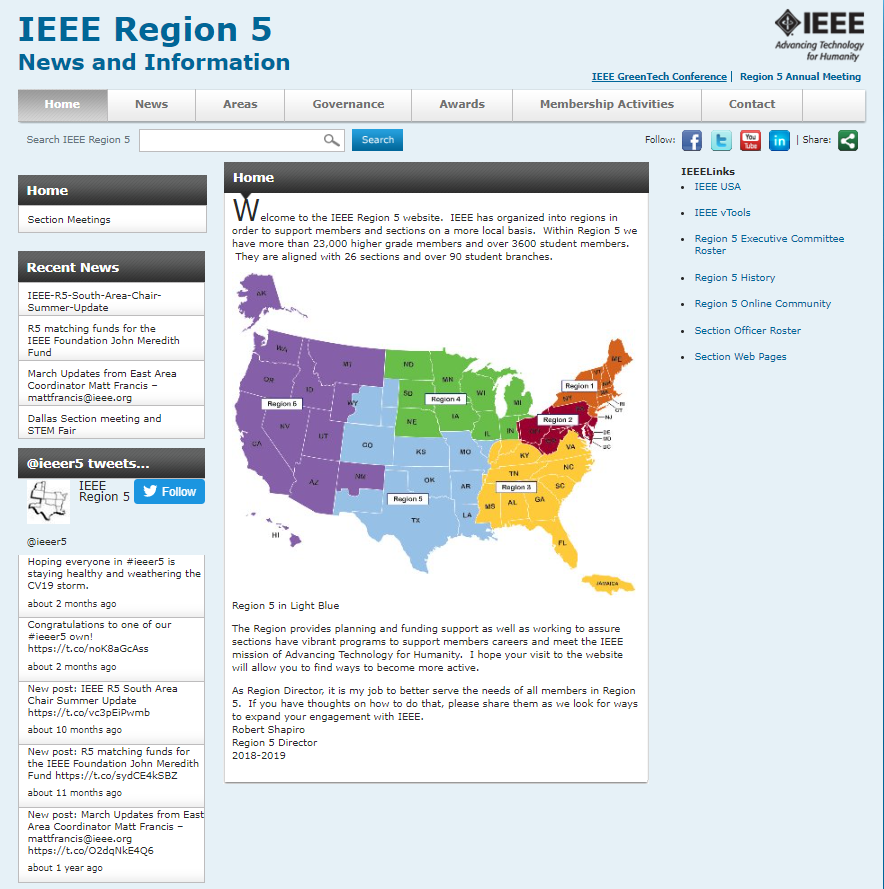 IEEE Region 5
News and Information
IEEE
Advancing Technology
for Humanity
IEEE GreenTech Conference | Region 5 Annual Meeting
Home News Areas Governance Awards Membership Activities Contact
Search IEEE Region 5 Search
Follow: You Tube in | Share:
Home
Section Meetings
Recent News
IEEE-R5-South-Area-Chair-
Summer-Update
R5 matching funds for the
IEEE Foundation John Meredith
Fund
March Updates from East Area
Coordinator Matt Francis –
mattfrancis@ieee.org
Dallas Section meeting and
STEM Fair
@ieeer5 tweets...
IEEE
Region 5
Follow
@ieeer5
Hoping everyone in #ieeer5 is
staying healthy and weathering the
CV19 storm.
about 2 months ago
Congratulations to one of our
#ieeer5 own!
https://t.co/noK8aGcAss
about 2 months ago
New post: IEEE R5 South Area
Chair Summer Update
https://t.co/vc3pEiPwmb
about 10 months ago
New post: R5 matching funds for
the IEEE Foundation John Meredith
Fund https://t.co/sydCE4kSBZ
about 11 months ago
New post: March Updates from East
Area Coordinator Matt Francis –
mattfrancis@ieee.org
https://t.co/O2dqNkE4Q6
about 1 year ago
Home
Welcome to the IEEE Region 5 website. IEEE has organized into regions in
order to support members and sections on a more local basis. Within Region 5 we
have more than 23,000 higher grade members and over 3600 student members.
They are aligned with 26 sections and over 90 student branches.
AK
WA MT ND MN ME
OR ID SD WI MI VT NH
Region 6 WY Region 4 Region 1 NY MA
RI
CT
NE IA Region 2 NJ
NV UT IL IN DE
MD
DC
CA CO KS MO KY VA
AZ NM OK AR TN NC
Region 5 Region 3 SC
TX LA MS AL GA
HI FL
JAMAICA
Region 5 in Light Blue
The Region provides planning and funding support as well as working to assure
sections have vibrant programs to support members careers and meet the IEEE
mission of Advancing Technology for Humanity. I hope your visit to the website
will allow you to find ways to become more active.
As Region Director, it is my job to better serve the needs of all members in Region
5. If you have thoughts on how to do that, please share them as we look for ways
to expand your engagement with IEEE.
Robert Shapiro
Region 5 Director
2018-2019
IEEELinks
IEEE USA
IEEE vTools
Region 5 Executive Committee
Roster
Region 5 History
Region 5 Online Community
Section Officer Roster
Section Web Pages